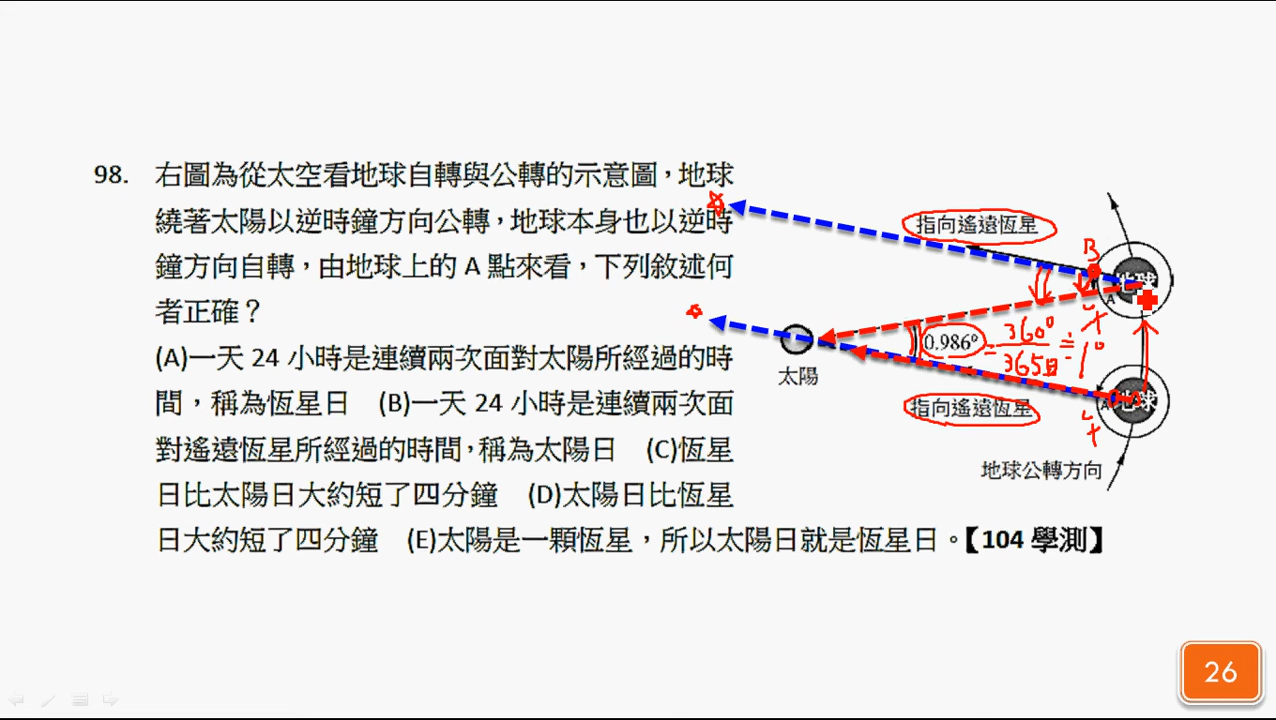 98. 右圖為從太空看地球自轉與公轉的示意圖，地球
繞著太陽以逆時鐘方向公轉，地球本身也以逆時
鐘方向自轉，由地球上的 A 點來看，下列敘述何
者正確？
(A)一天 24 小時是連續兩次面對太陽所經過的時
間，稱為恆星日 (B)一天 24 小時是連續兩次面
對遙遠恆星所經過的時間，稱為太陽日 (C)恆星
日比太陽日大約短了四分鐘 (D)太陽日比恆星
日大約短了四分鐘 (E)太陽是一顆恆星，所以太陽日就是恆星日。【104 學測】
指向遙遠恆星
B
地球
A
0.986° = 360° / 365日 ≒ 1°
太陽
指向遙遠恆星
A
地球
地球公轉方向
26